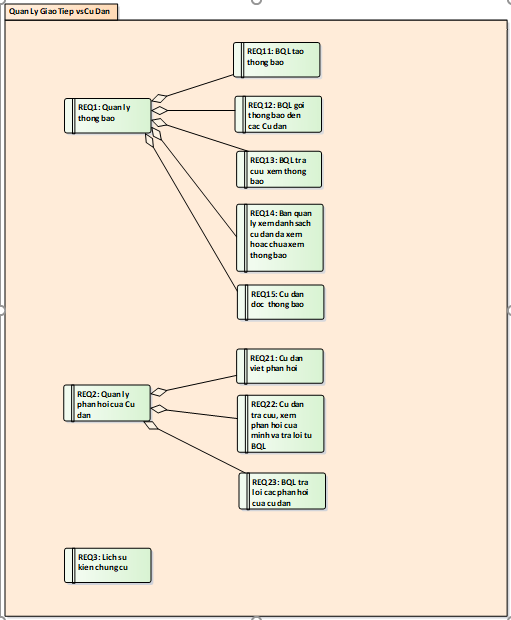 Quan Ly Giao Tiep vs Cu Dan
REQ11: BQL tao
thong bao
REQ1: Quan ly
thong bao
REQ12: BQL goi
thong bao den
cac Cu dan
REQ13: BQL tra
cuu xem thong
bao
REQ14: Ban quan
ly xem danh sach
cu dan da xem
hoac chua xem
thong bao
REQ15: Cu dan
doc thong bao
REQ21: Cu dan
viet phan hoi
REQ2: Quan ly
phan hoi cua Cu
dan
REQ22: Cu dan
tra cuu, xem
phan hoi cua
minh va tra loi tu
BQL
REQ23: BQL tra
loi cac phan hoi
cua cu dan
REQ3: Lich su
kien chung cu